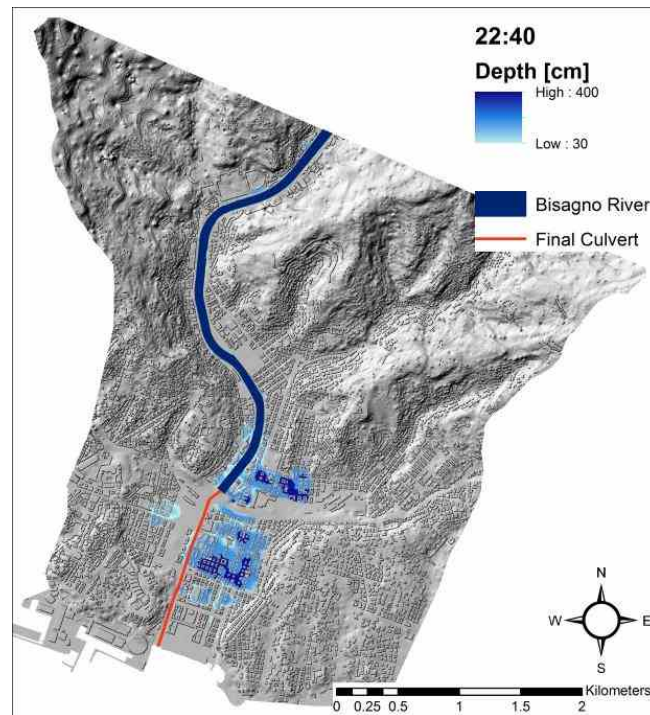 22:40
Depth [cm]
High : 400
Low : 30
Bisagno River
Final Culvert
N
W E
S
Kilometers
0 0.25 0.5 1 1.5 2